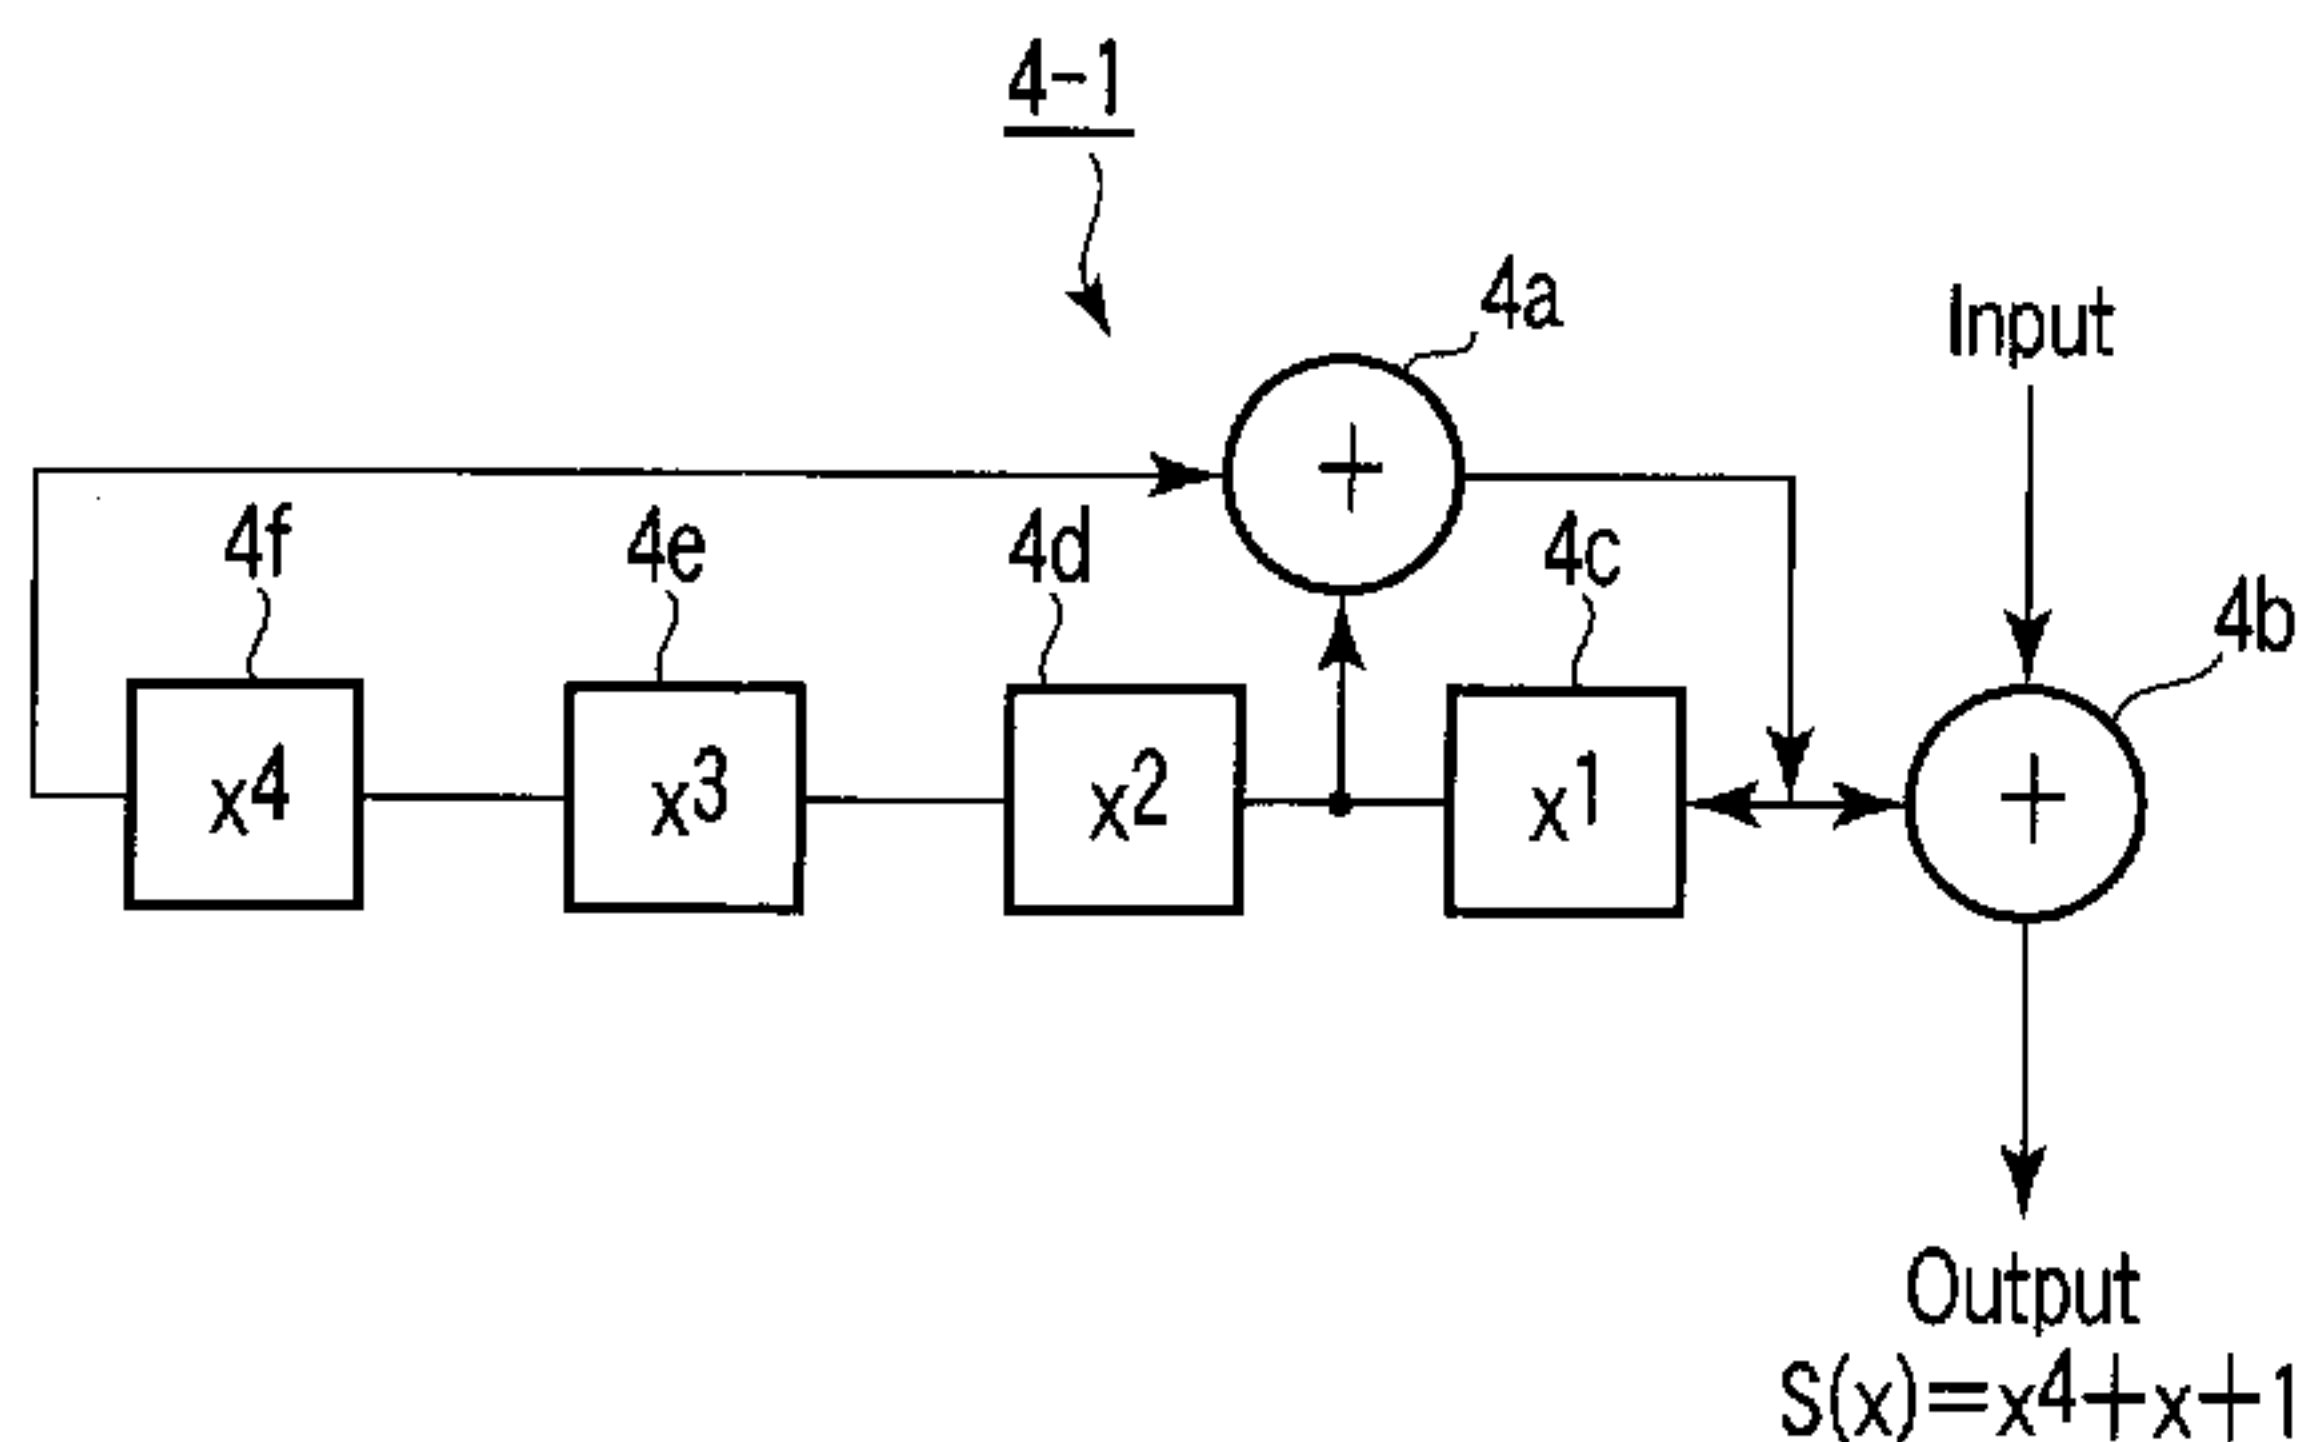 4-1
4a
Input
4f
4e
4d
4c
4b
+
x4
x3
x2
x1
+
Output
S(x)=x4+x+1